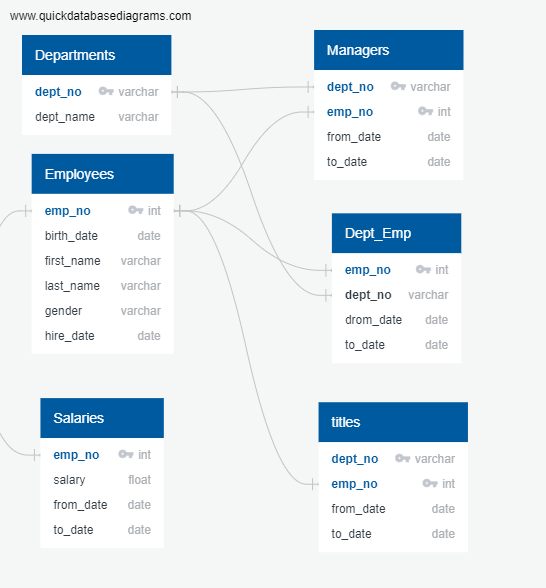 www.quickdatabasediagrams.com
Departments
dept_no varchar
dept_name varchar
Employees
emp_no int
birth_date date
first_name varchar
last_name varchar
gender varchar
hire_date date
Salaries
emp_no int
salary float
from_date date
to_date date
Managers
dept_no varchar
emp_no int
from_date date
to_date date
Dept_Emp
emp_no int
dept_no varchar
drom_date date
to_date date
titles
dept_no varchar
emp_no int
from_date date
to_date date